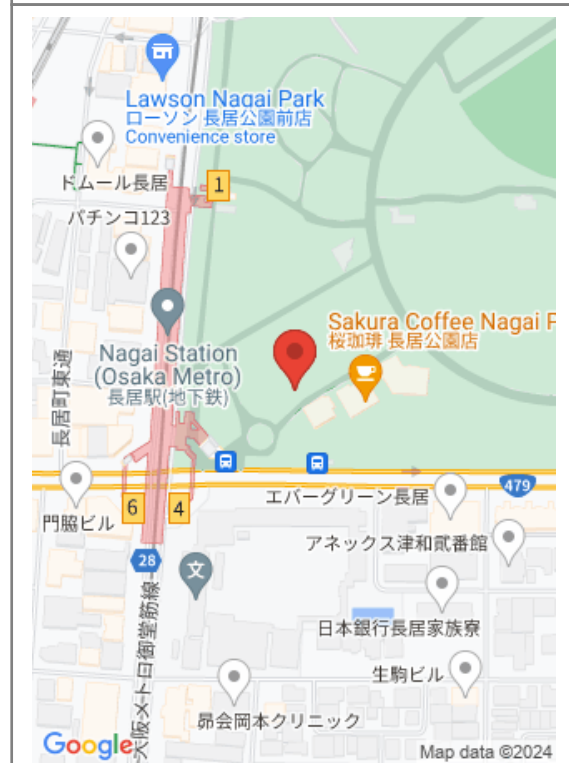 Lawson Nagai Park
ローソン 長居公園前店
Convenience store
ドムール長居
1
パチンコ123
Sakura Coffee Nagai P
桜珈琲 長居公園店
Nagai Station
(Osaka Metro)
長居駅(地下鉄)
長居町東通
479
エバーグリーン長居
6
4
門脇ビル
アネックス津和貮番館
28
文
日本銀行長居家族寮
大阪メトロ御堂筋線
生駒ビル
昴会岡本クリニック
Google
Map data ©2024